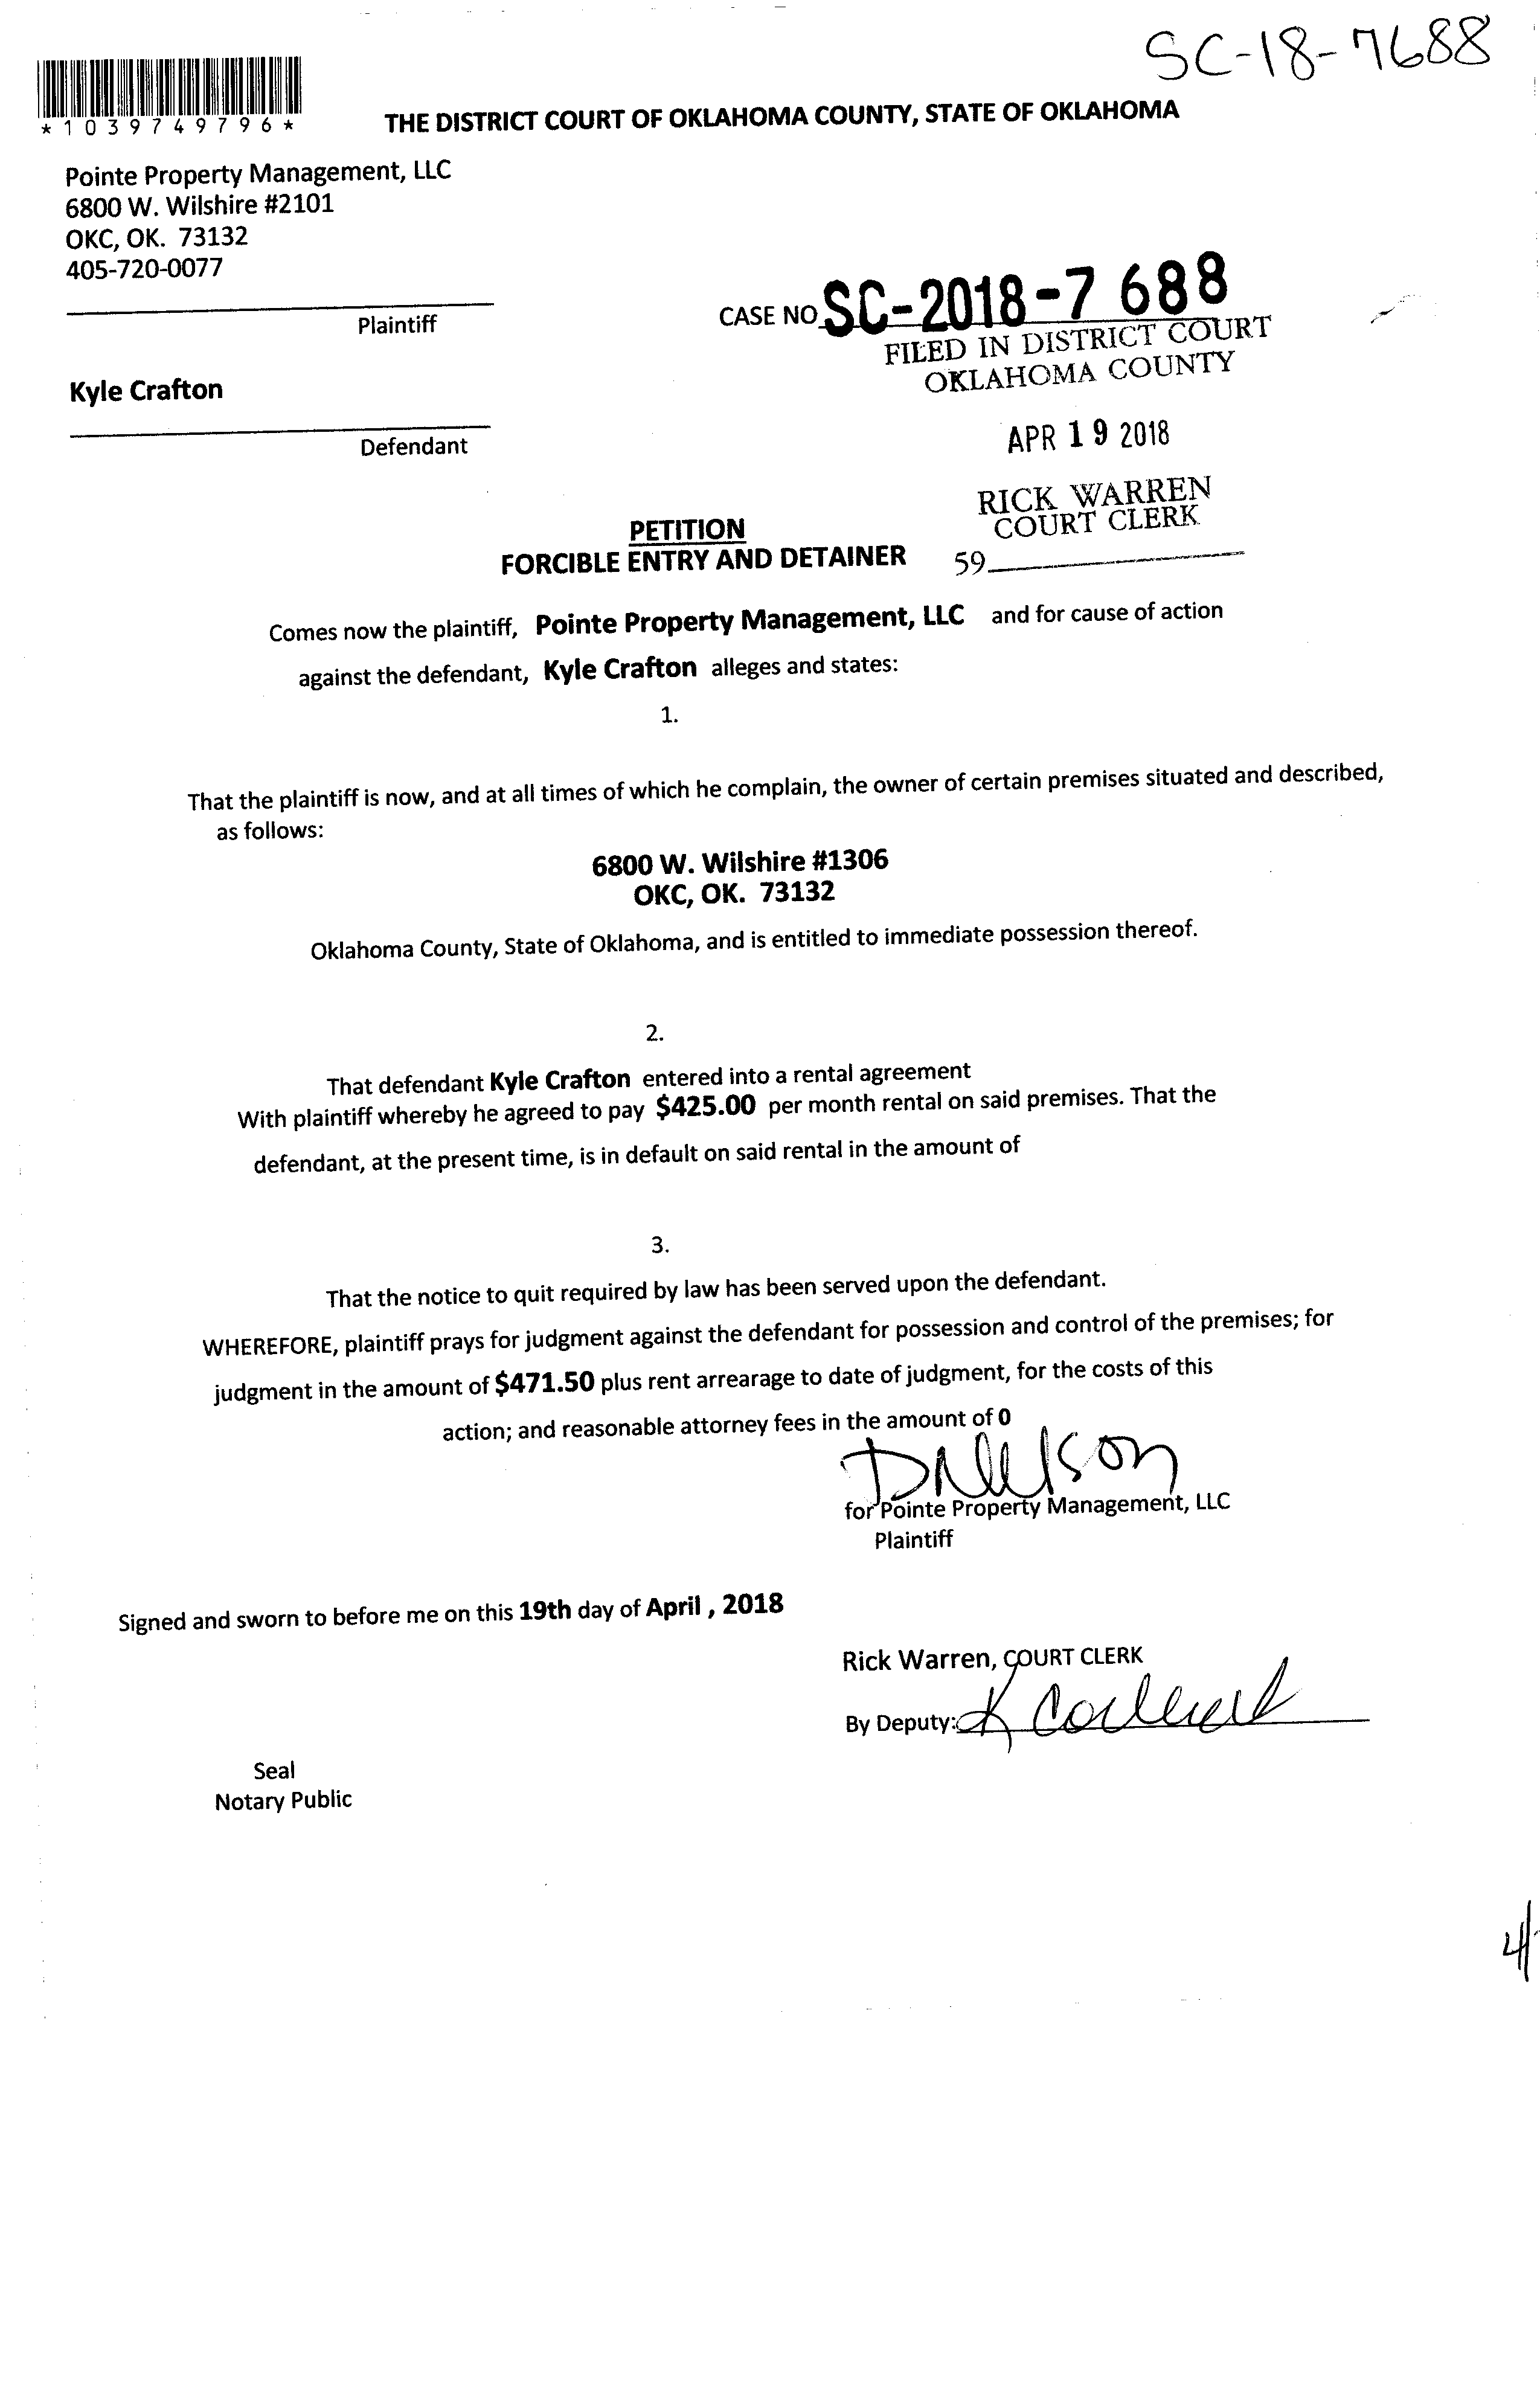 SC-18-7688
*1039749796*
THE DISTRICT COURT OF OKLAHOMA COUNTY, STATE OF OKLAHOMA
Pointe Property Management, LLC
6800 W. Wilshire #2101
OKC, OK. 73132
405-720-0077
Plaintiff
CASE NO. SC-2018-7 688
FILED IN DISTRICT COURT
OKLAHOMA COUNTY
Kyle Crafton
Defendant
APR 19 2018
RICK WARREN
COURT CLERK
59
PETITION
FORCIBLE ENTRY AND DETAINER
Comes now the plaintiff, Pointe Property Management, LLC and for cause of action
against the defendant, Kyle Crafton alleges and states:
1.
That the plaintiff is now, and at all times of which he complain, the owner of certain premises situated and described,
as follows:
6800 W. Wilshire #1306
OKC, OK. 73132
Oklahoma County, State of Oklahoma, and is entitled to immediate possession thereof.
2.
That defendant Kyle Crafton entered into a rental agreement
With plaintiff whereby he agreed to pay $425.00 per month rental on said premises. That the
defendant, at the present time, is in default on said rental in the amount of
3.
That the notice to quit required by law has been served upon the defendant.
WHEREFORE, plaintiff prays for judgment against the defendant for possession and control of the premises; for
judgment in the amount of $471.50 plus rent arrearage to date of judgment, for the costs of this
action; and reasonable attorney fees in the amount of 0
for Pointe Property Management, LLC
Plaintiff
Signed and sworn to before me on this 19th day of April , 2018
Rick Warren, COURT CLERK
By Deputy:
Seal
Notary Public